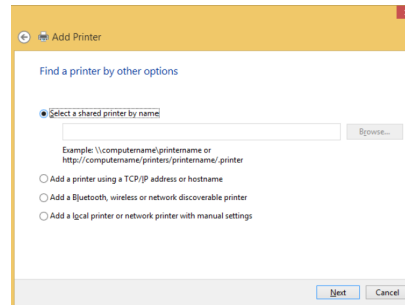 Add Printer
Find a printer by other options
Select a shared printer by name
Browse...
Example: \\computername\printername or
http://computername/printers/printername/.printer
Add a printer using a TCP/IP address or hostname
Add a Bluetooth, wireless or network discoverable printer
Add a local printer or network printer with manual settings
Next Cancel